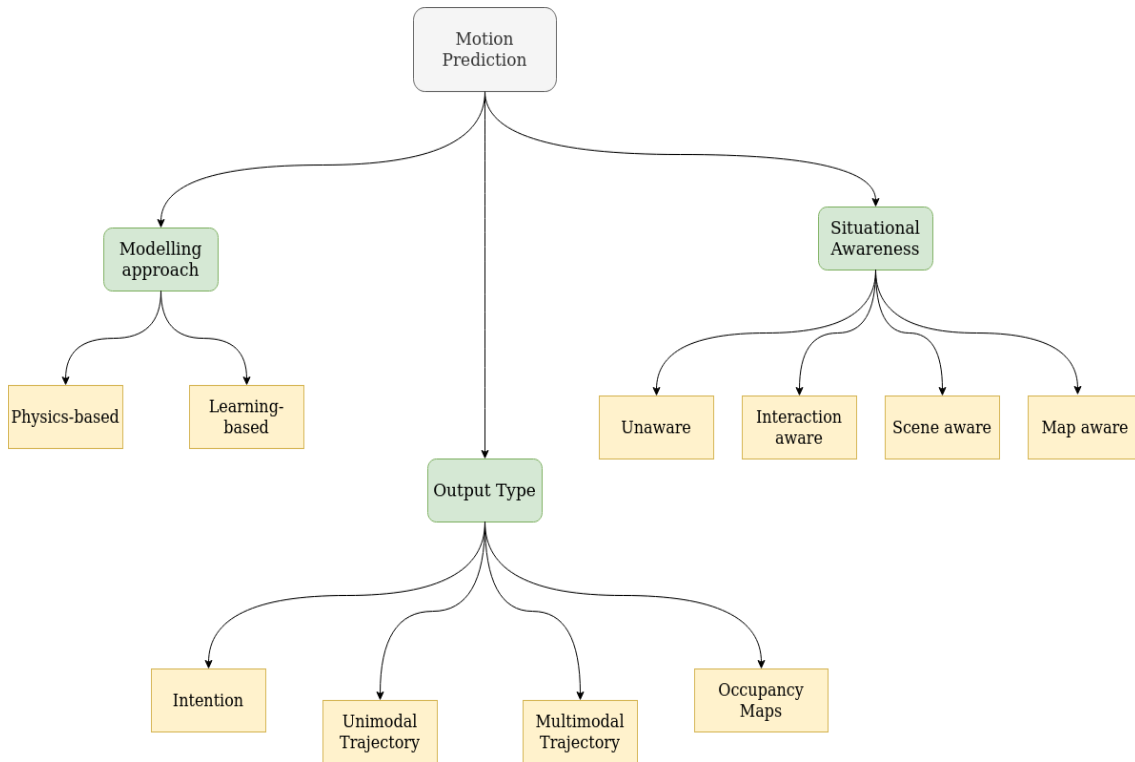 Motion
Prediction
Modelling
approach
Situational
Awareness
Physics-based
Learning-
based
Unaware
Interaction
aware
Scene aware
Map aware
Output Type
Intention
Unimodal
Trajectory
Multimodal
Trajectory
Occupancy
Maps